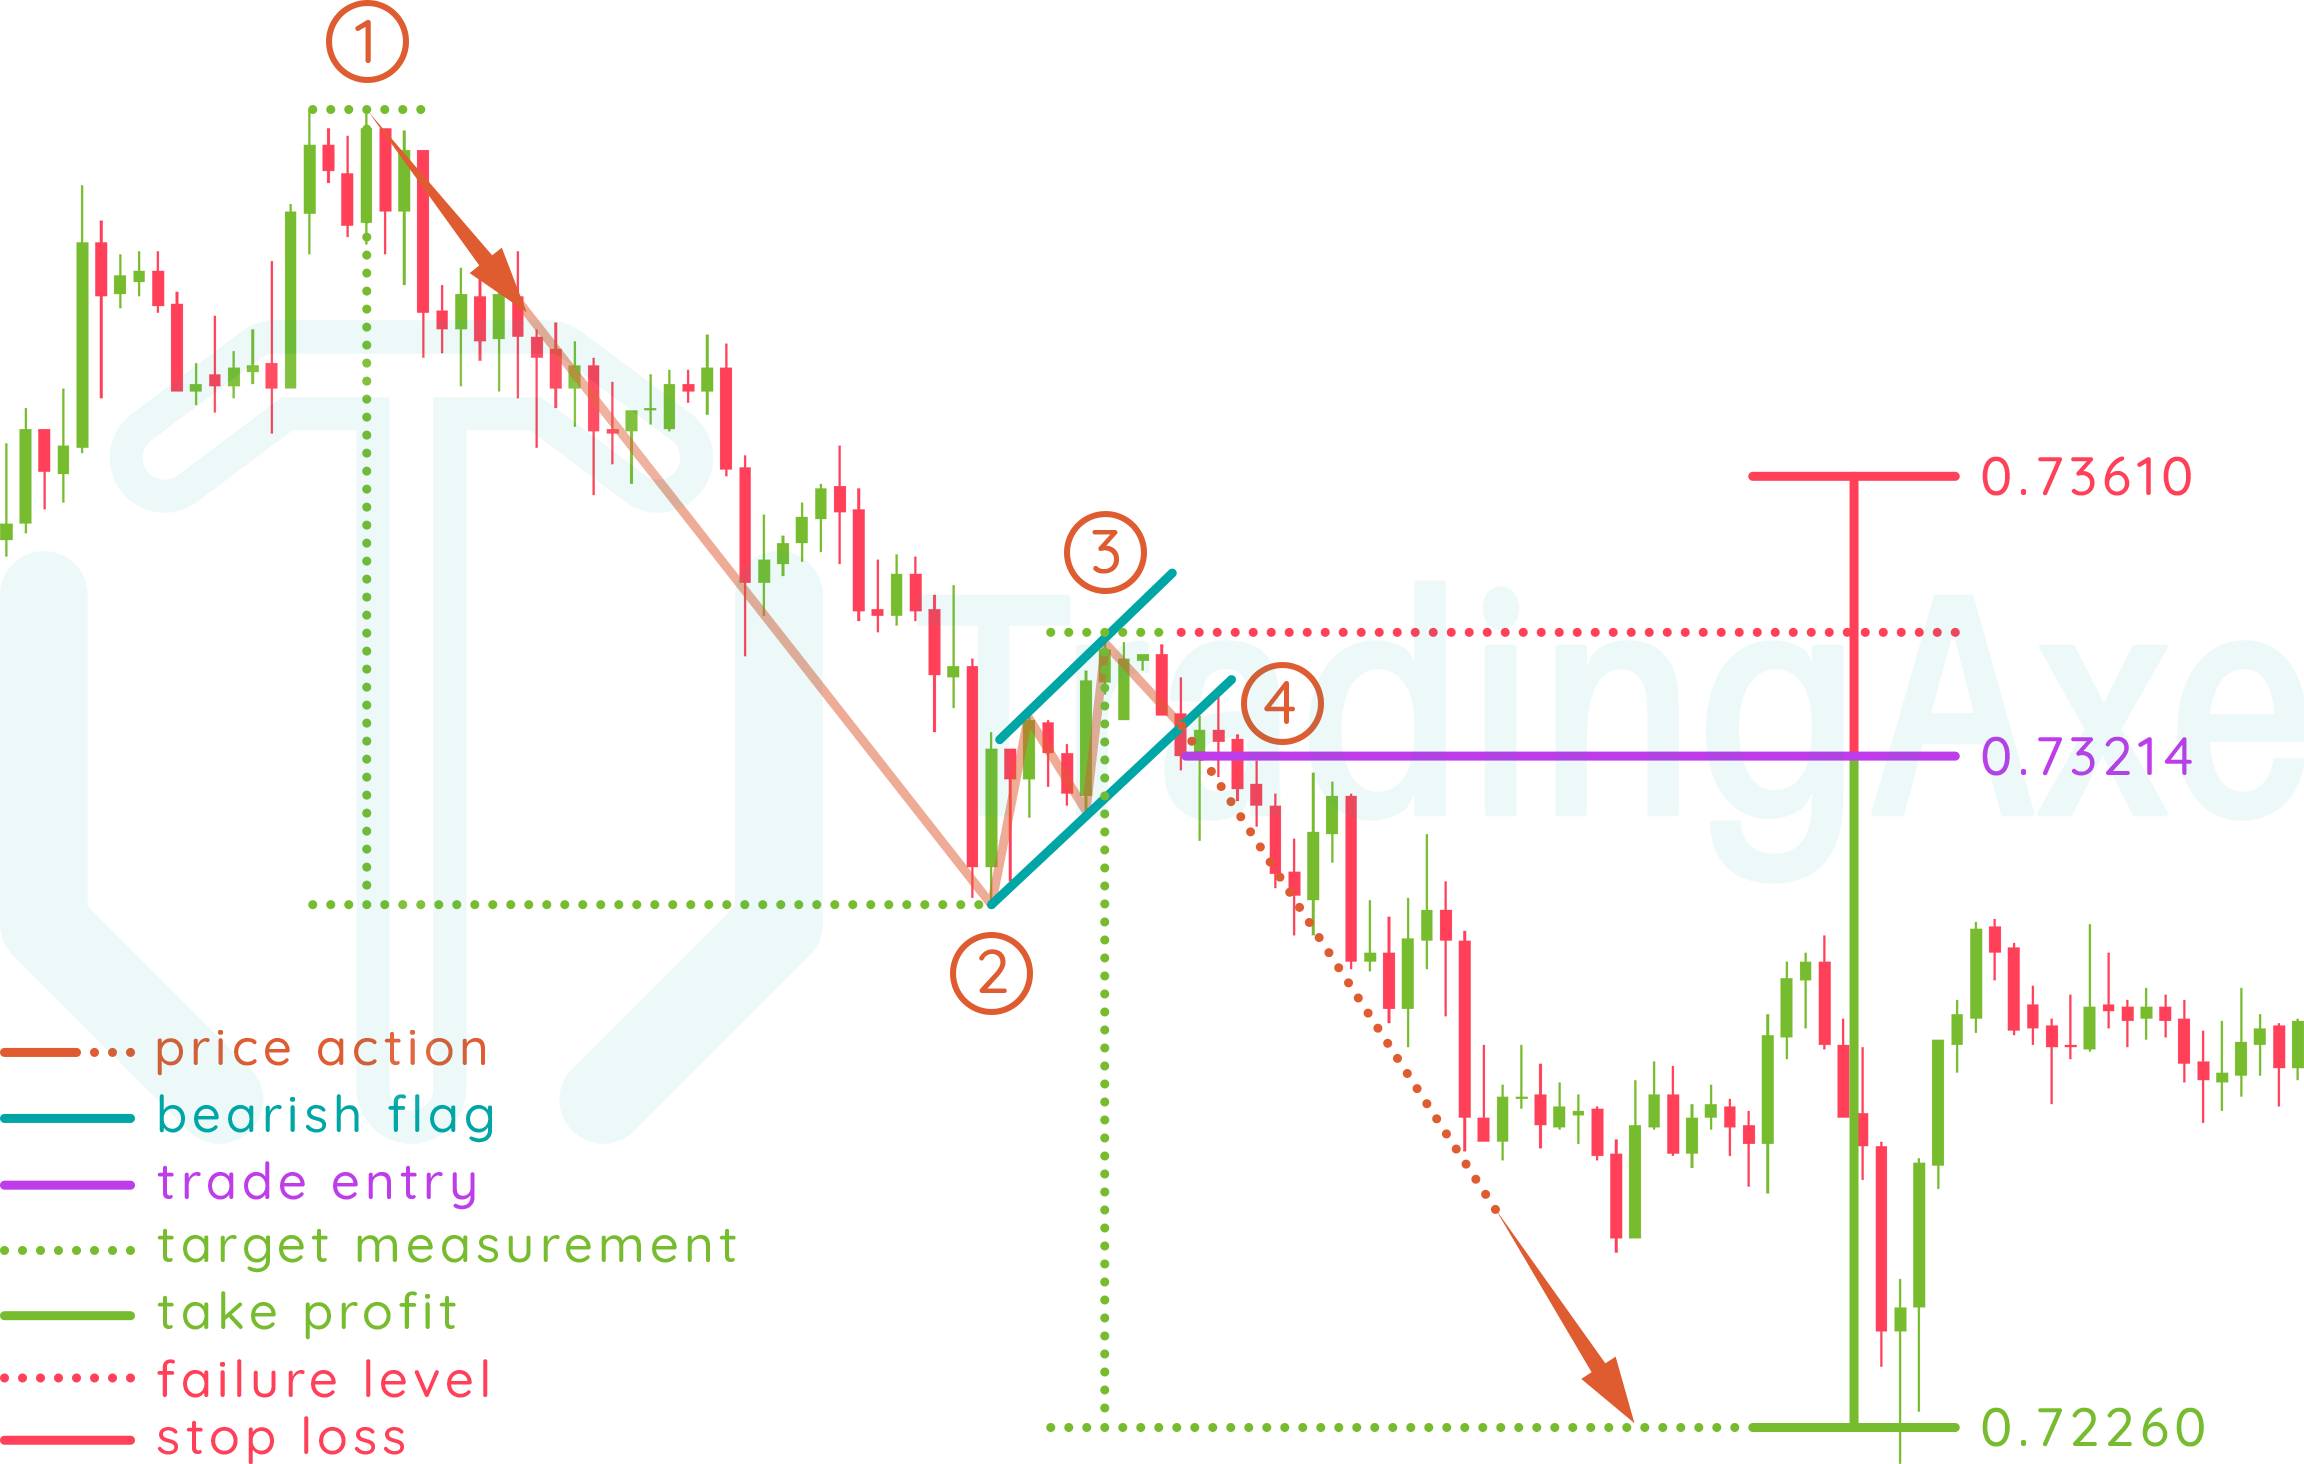 1
0.73610
3
TradingAxe
4
0.73214
2
price action
bearish flag
trade entry
target measurement
take profit
failure level
stop loss
0.72260